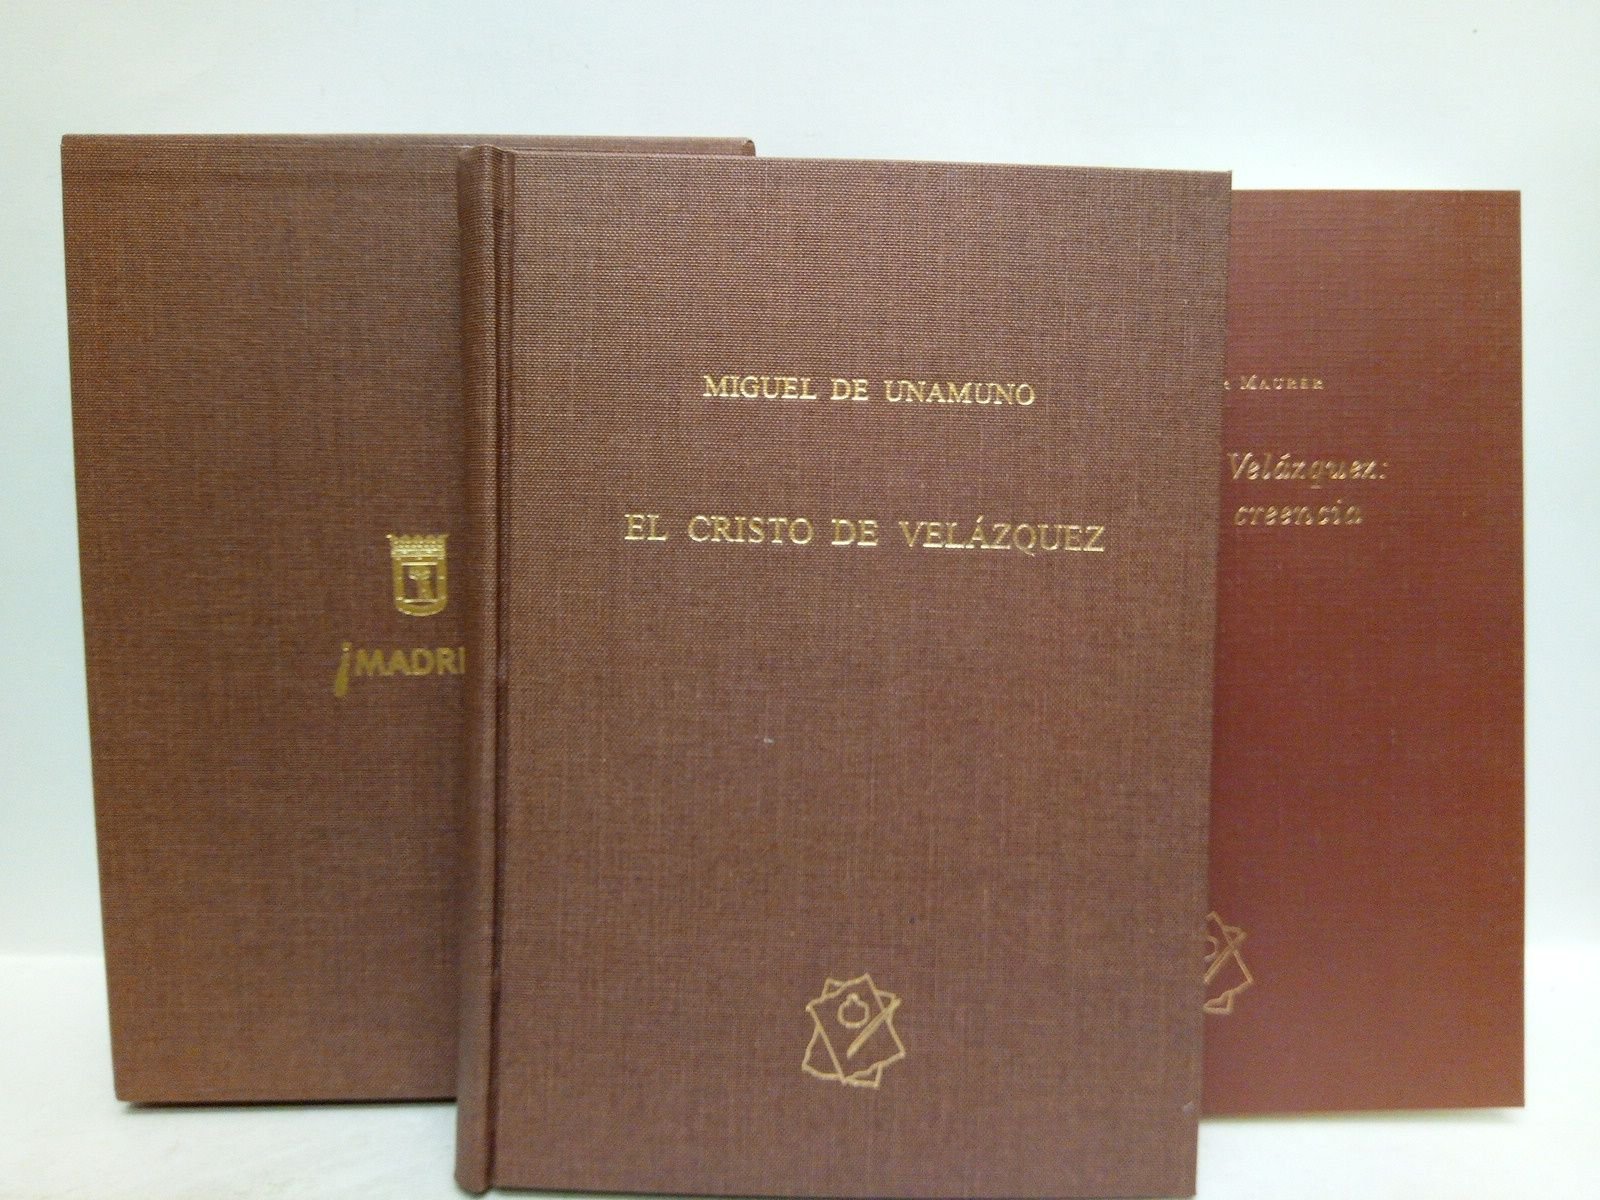 ¡MADRI
MIGUEL DE UNAMUNO
EL CRISTO DE VELÁZQUEZ
R MAURER
Velázquez:
creencia